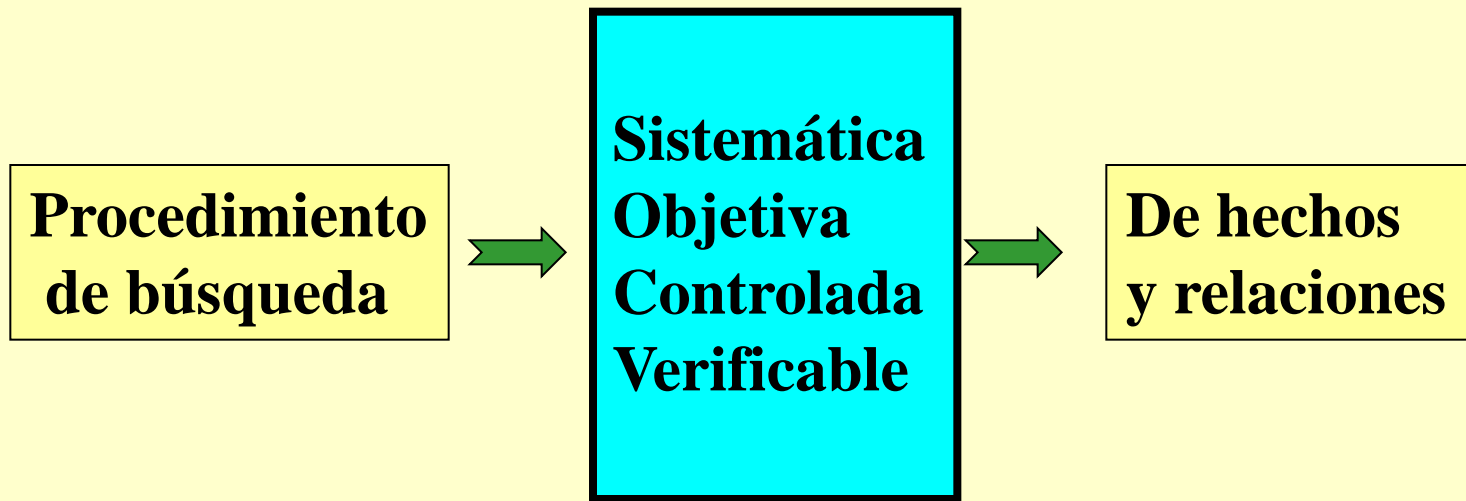 Procedimiento
de búsqueda
Sistemática
Objetiva
Controlada
Verificable
De hechos
y relaciones